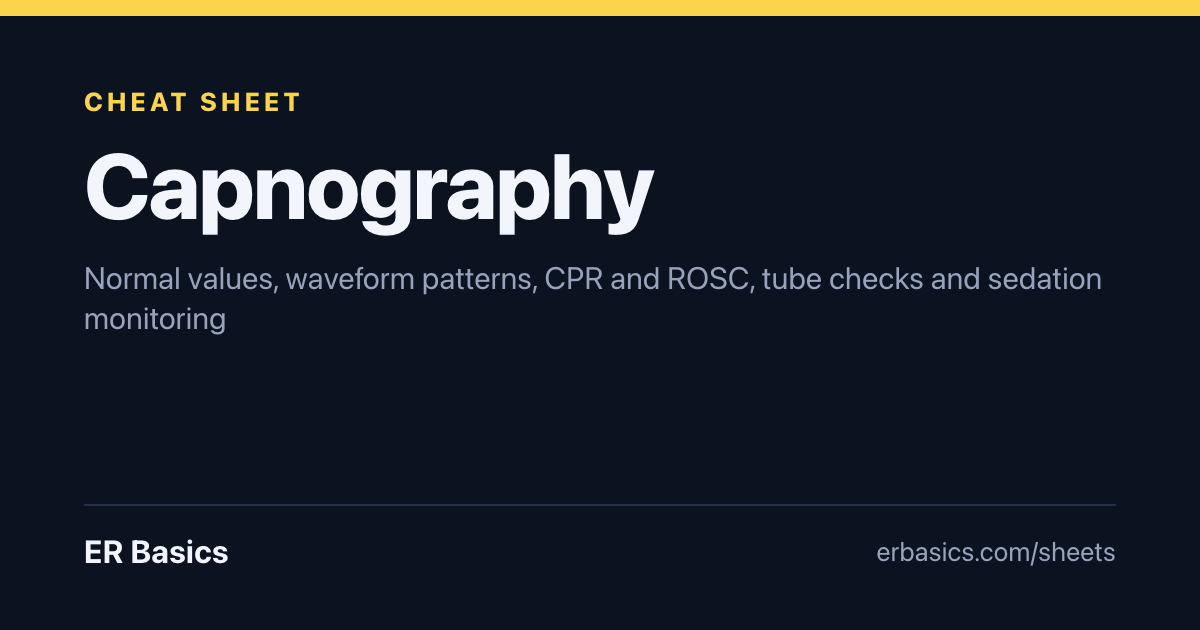 CHEAT SHEET
Capnography
Normal values, waveform patterns, CPR and ROSC, tube checks and sedation
monitoring
ER Basics
erbasics.com/sheets